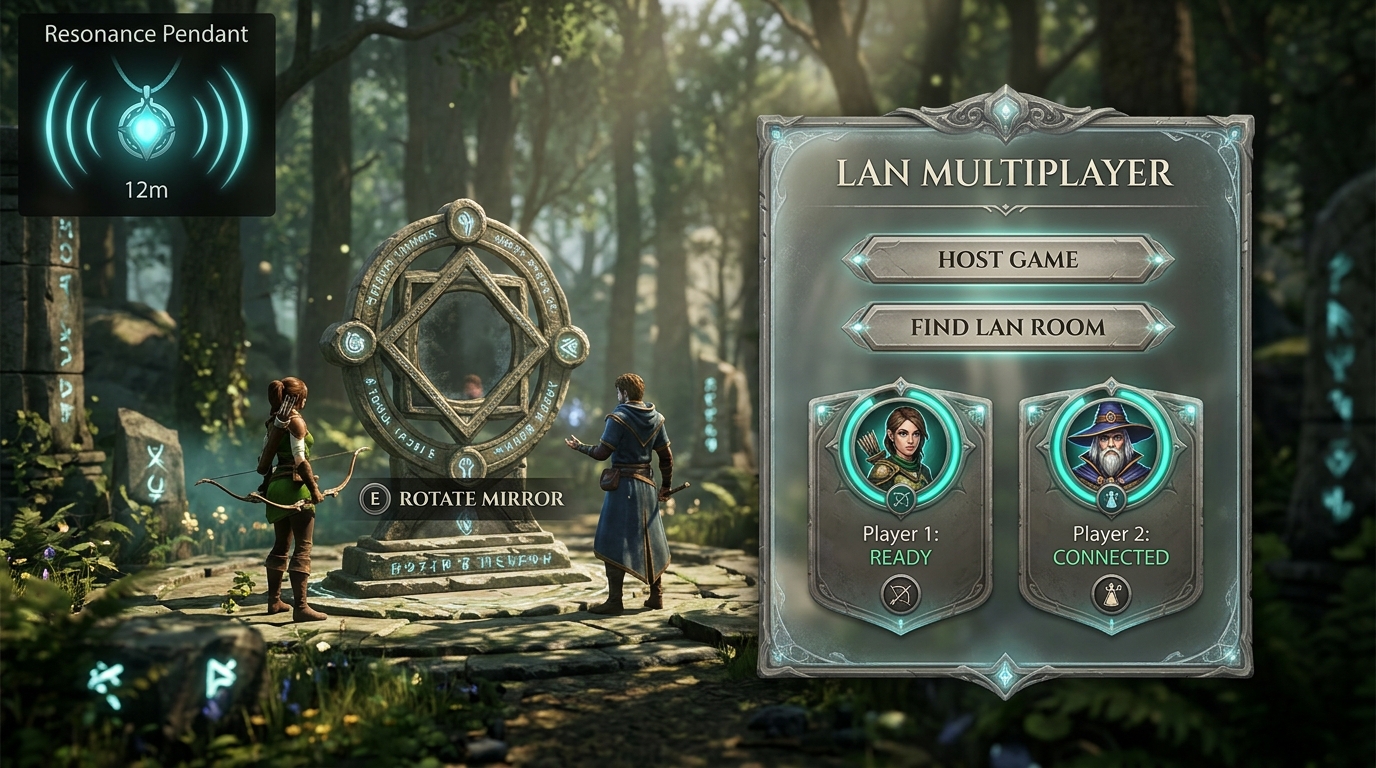 Resonance Pendant
12m
E ROTATE MIRROR
LAN MULTIPLAYER
HOST GAME
FIND LAN ROOM
Player 1:
READY
Player 2:
CONNECTED